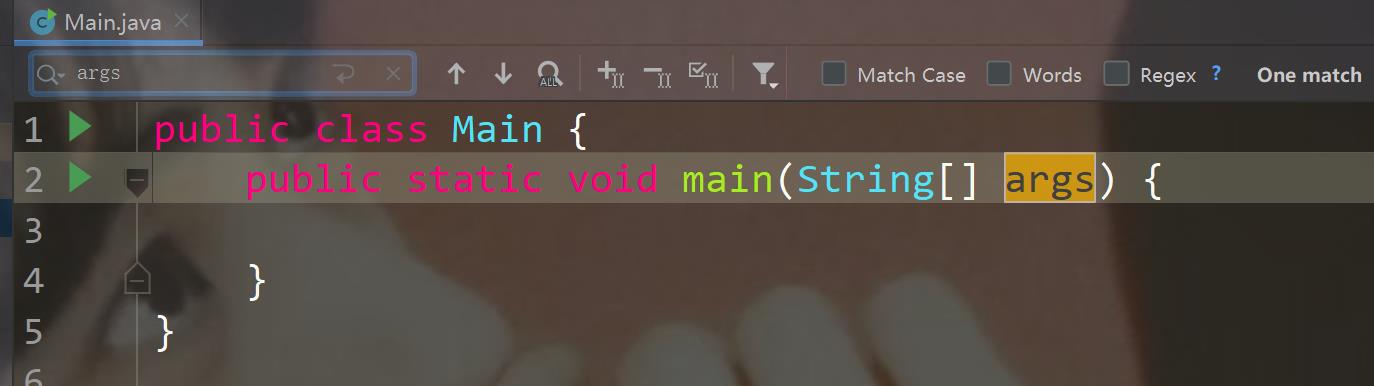 Main.java
args ALL Match Case Words Regex ? One match
1 public class Main {
2 public static void main(String[] args) {
3
4 }
5 }
6